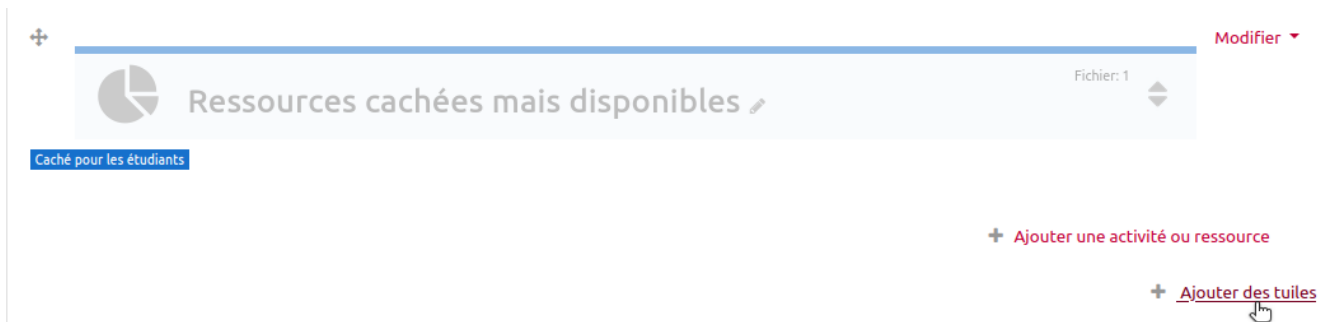 Modifier
Fichier: 1
Ressources cachées mais disponibles
Caché pour les étudiants
Ajouter une activité ou ressource
Ajouter des tuiles